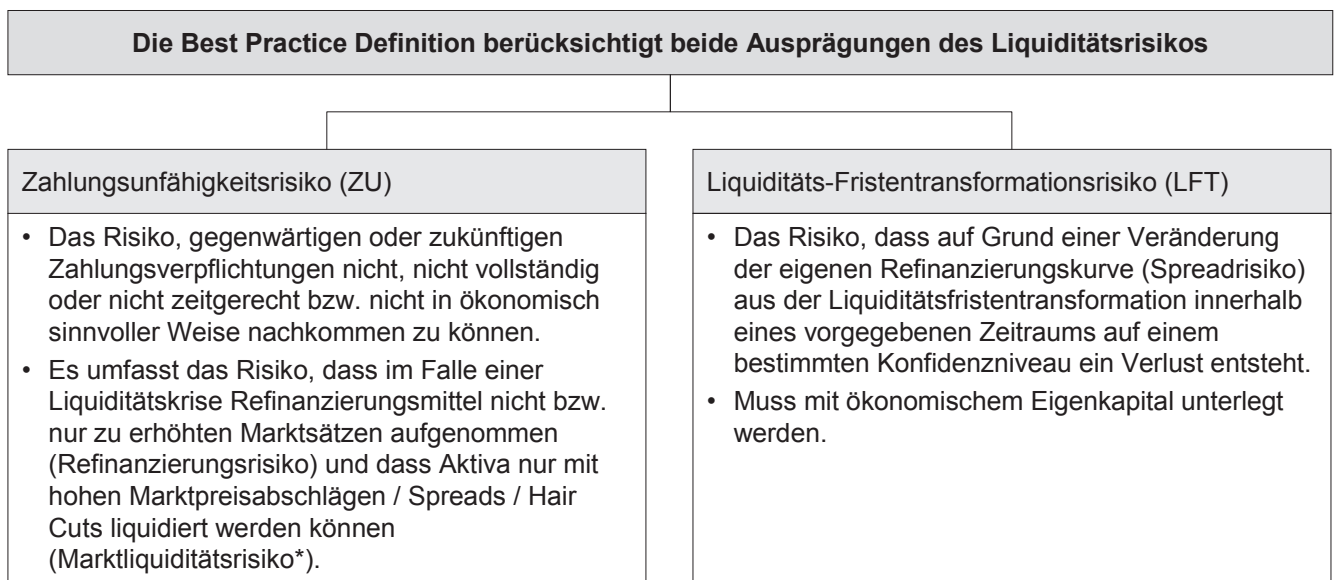 Die Best Practice Definition berücksichtigt beide Ausprägungen des Liquiditätsrisikos
Zahlungsunfähigkeitsrisiko (ZU)
• Das Risiko, gegenwärtigen oder zukünftigen
Zahlungsverpflichtungen nicht, nicht vollständig
oder nicht zeitgerecht bzw. nicht in ökonomisch
sinnvoller Weise nachkommen zu können.
• Es umfasst das Risiko, dass im Falle einer
Liquiditätskrise Refinanzierungsmittel nicht bzw.
nur zu erhöhten Marktsätzen aufgenommen
(Refinanzierungsrisiko) und dass Aktiva nur mit
hohen Marktpreisabschlägen / Spreads / Hair
Cuts liquidiert werden können
(Marktliquiditätsrisiko*).
Liquiditäts-Fristentransformationsrisiko (LFT)
• Das Risiko, dass auf Grund einer Veränderung
der eigenen Refinanzierungskurve (Spreadrisiko)
aus der Liquiditätsfristentransformation innerhalb
eines vorgegebenen Zeitraums auf einem
bestimmten Konfidenzniveau ein Verlust entsteht.
• Muss mit ökonomischem Eigenkapital unterlegt
werden.